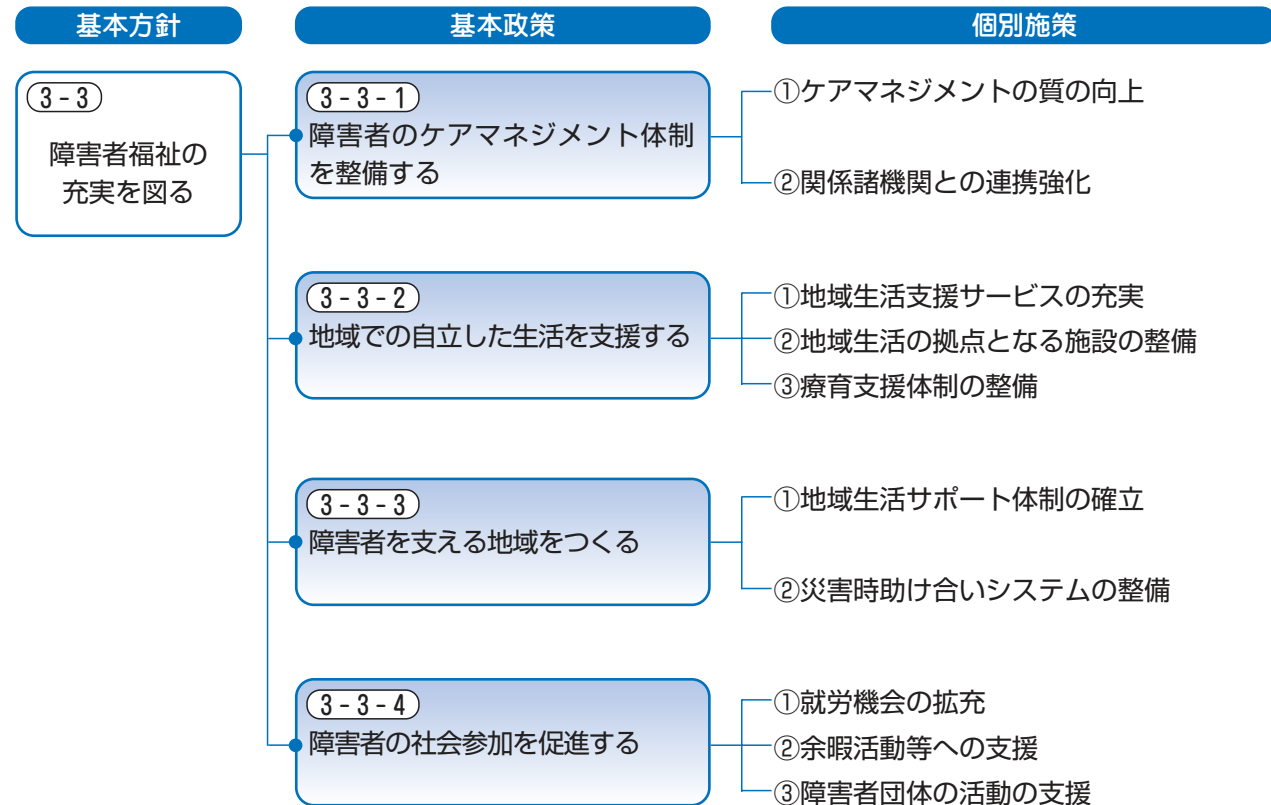 基本方針
基本政策
個別施策
3-3
障害者福祉の
充実を図る
3-3-1
障害者のケアマネジメント体制
を整備する
①ケアマネジメントの質の向上
②関係諸機関との連携強化
3-3-2
地域での自立した生活を支援する
①地域生活支援サービスの充実
②地域生活の拠点となる施設の整備
③療育支援体制の整備
3-3-3
障害者を支える地域をつくる
①地域生活サポート体制の確立
②災害時助け合いシステムの整備
3-3-4
障害者の社会参加を促進する
①就労機会の拡充
②余暇活動等への支援
③障害者団体の活動の支援